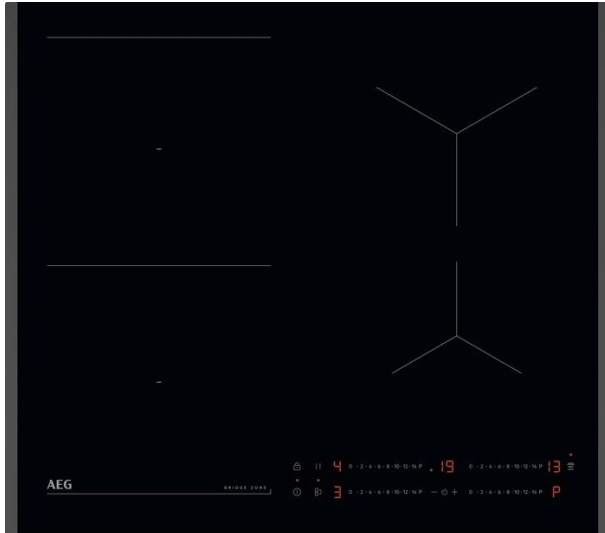 4 0 · 2 · 4 · 6 · 8 · 10 · 12 · 14 P . 19 0 · 2 · 4 · 6 · 8 · 10 · 12 · 14 P 13
AEG BRIDGE ZONE 3 0 · 2 · 4 · 6 · 8 · 10 · 12 · 14 P − + 0 · 2 · 4 · 6 · 8 · 10 · 12 · 14 P P